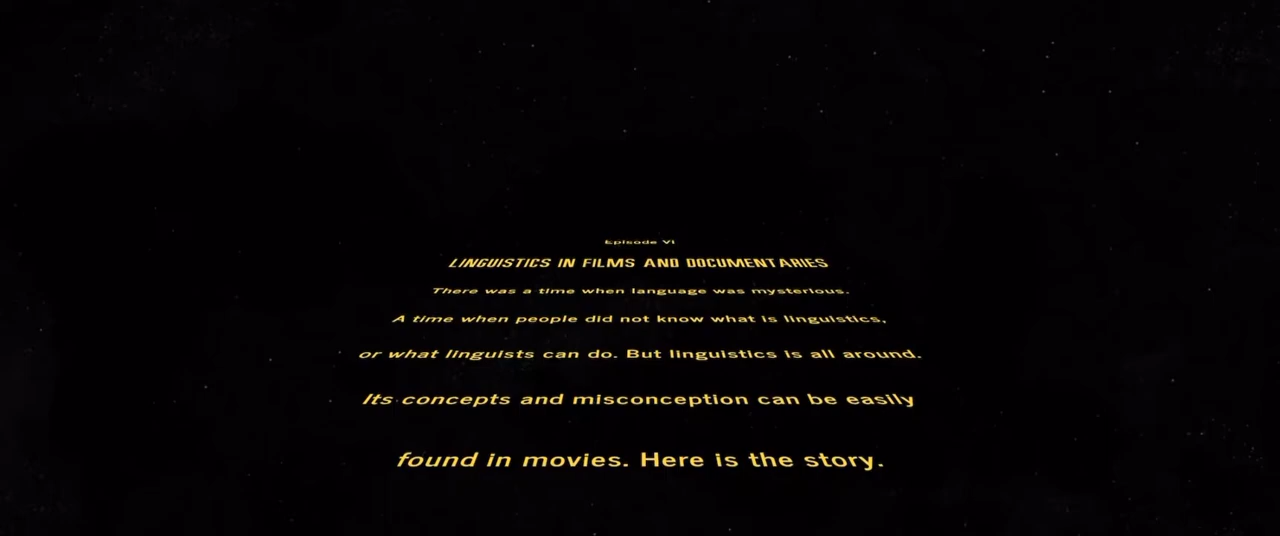 Episode VI
LINGUISTICS IN FILMS AND DOCUMENTARIES
There was a time when language was mysterious.
A time when people did not know what is linguistics,
or what linguists can do. But linguistics is all around.
Its concepts and misconception can be easily
found in movies. Here is the story.